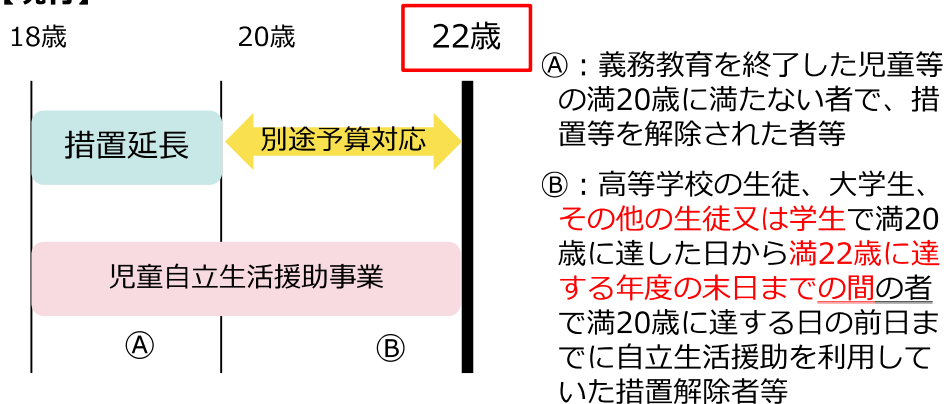 18歳
20歳
22歳
措置延長
別途予算対応
児童自立生活援助事業
Ⓐ
Ⓑ
Ⓐ：義務教育を終了した児童等
の満20歳に満たない者で、措
置等を解除された者等
Ⓑ：高等学校の生徒、大学生、
その他の生徒又は学生で満20
歳に達した日から満22歳に達
する年度の末日までの間の者
で満20歳に達する日の前日ま
でに自立生活援助を利用して
いた措置解除者等